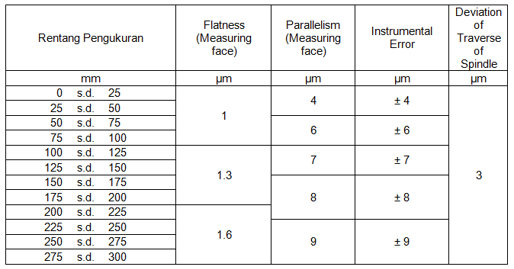 Rentang Pengukuran Flatness (Measuring face) Parallelism (Measuring face) Instrumental Error Deviation of Traverse of Spindle
mm µm µm µm µm
0 s.d. 25 1 4 ± 4 3
25 s.d. 50
50 s.d. 75 6 ± 6
75 s.d. 100
100 s.d. 125 1.3 7 ± 7
125 s.d. 150
150 s.d. 175 8 ± 8
175 s.d. 200
200 s.d. 225 1.6
225 s.d. 250 9 ± 9
250 s.d. 275
275 s.d. 300